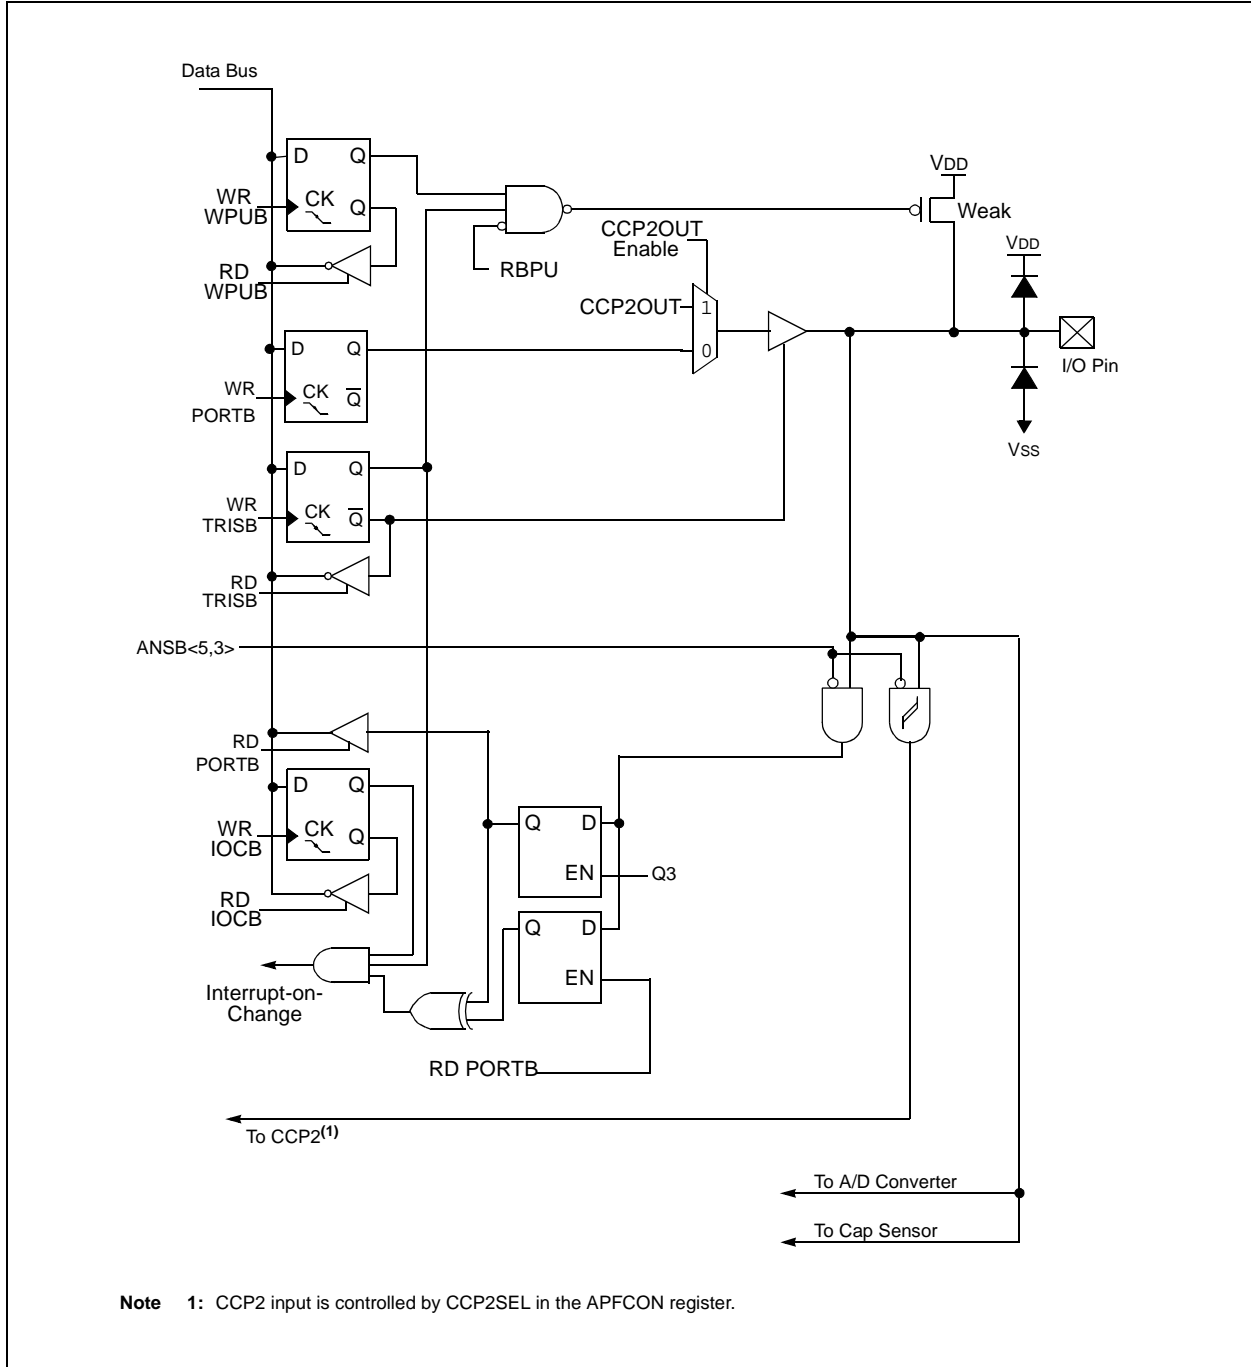 Data Bus
D Q
WR
WPUB
CK
Q
RD
WPUB
RBPU
CCP2OUT
Enable
VDD
Weak
VDD
CCP2OUT
1
0
I/O Pin
VSS
D Q
WR
PORTB
CK
Q
D Q
WR
TRISB
CK
Q
RD
TRISB
ANSB<5,3>
RD
PORTB
D Q
WR
IOCB
CK
Q
RD
IOCB
Q D
EN
Q3
Q D
EN
Interrupt-on-
Change
RD PORTB
To CCP2(1)
To A/D Converter
To Cap Sensor
Note 1: CCP2 input is controlled by CCP2SEL in the APFCON register.